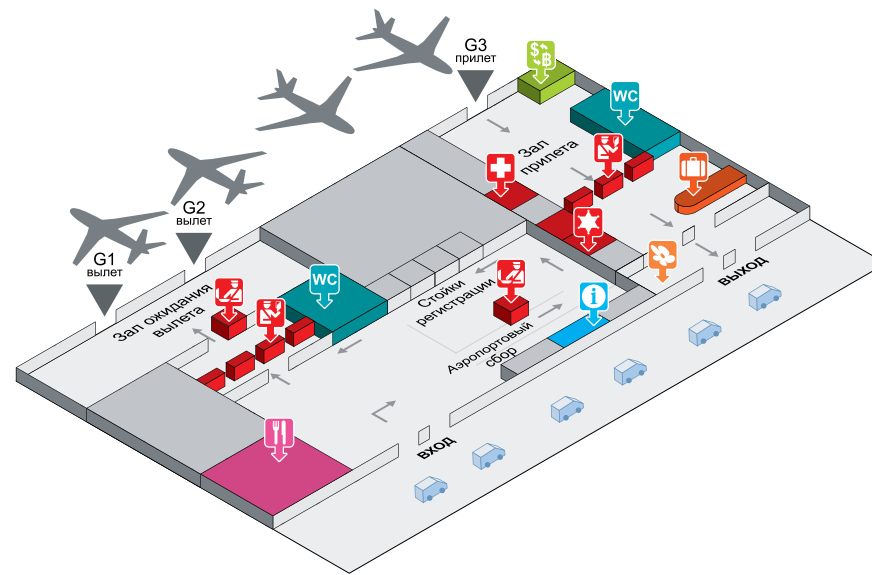 G3
прилет
$
฿
WC
Зал
прилета
G2
вылет
G1
вылет
WC
Зал ожидания
вылета
Стойки
регистрации
i
Аэропортовый
сбор
ВЫХОД
ВХОД